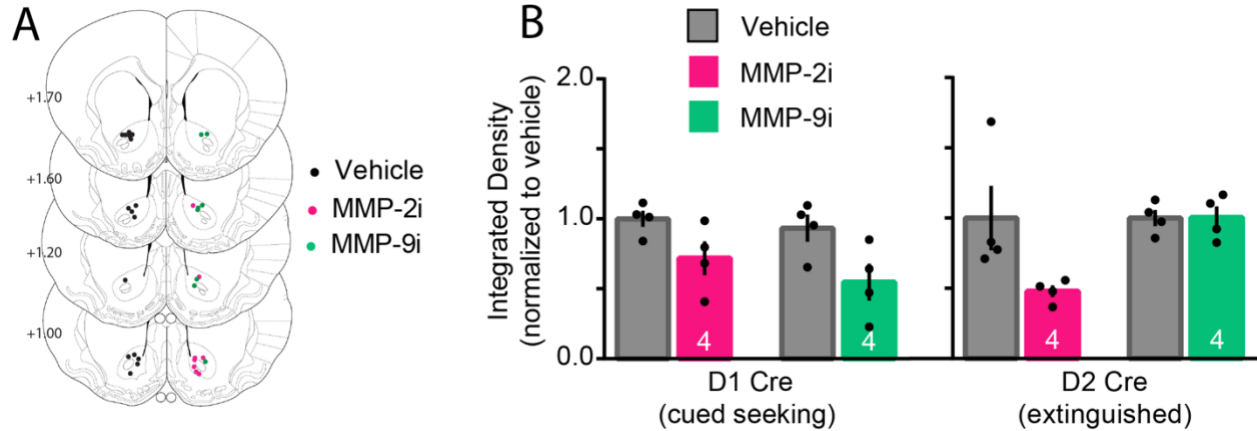 A
+1.70
+1.60
+1.20
+1.00
Vehicle
MMP-2i
MMP-9i
B
Vehicle
MMP-2i
MMP-9i
Integrated Density
(normalized to vehicle)
2.0
1.0
0.0
4
4
4
4
D1 Cre
(cued seeking)
D2 Cre
(extinguished)